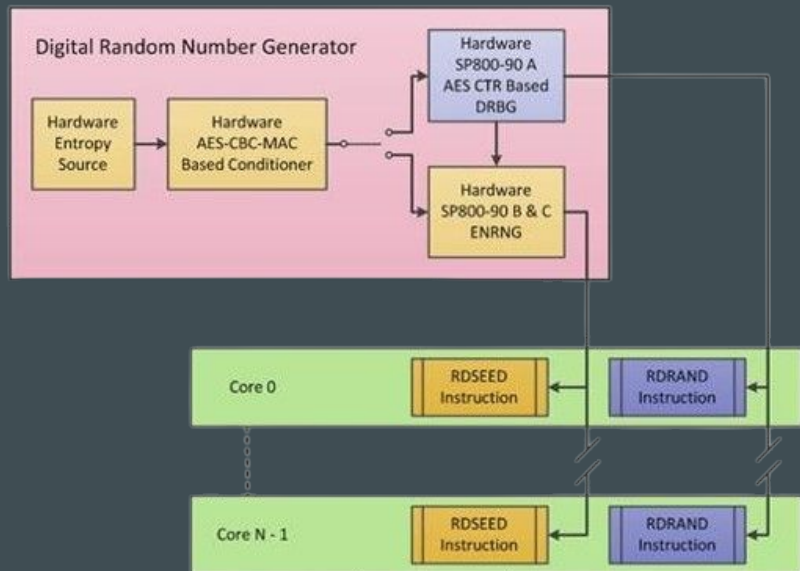 Digital Random Number Generator
Hardware
Entropy
Source
Hardware
AES-CBC-MAC
Based Conditioner
Hardware
SP800-90 A
AES CTR Based
DRBG
Hardware
SP800-90 B & C
ENRNG
Core 0
RDSEED
Instruction
RDRAND
Instruction
Core N - 1
RDSEED
Instruction
RDRAND
Instruction